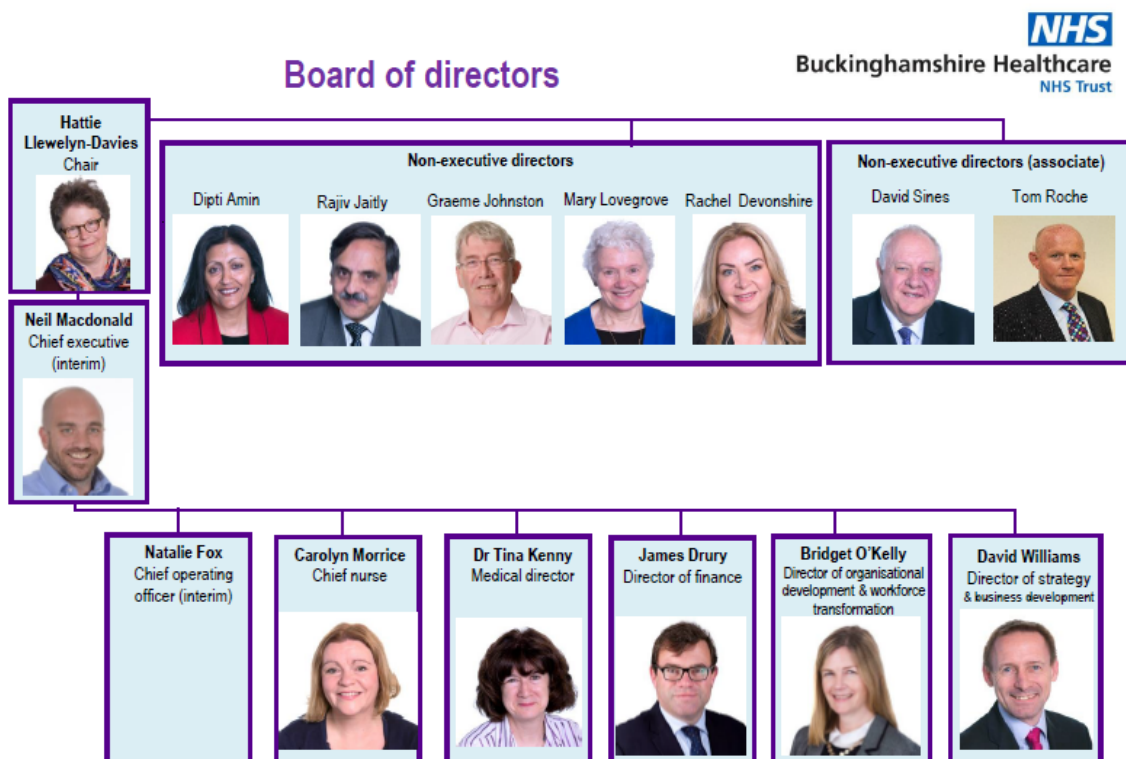 NHS
Buckinghamshire Healthcare
NHS Trust
Board of directors
Hattie
Llewelyn-Davies
Chair
Non-executive directors
Dipti Amin
Rajiv Jaitly
Graeme Johnston
Mary Lovegrove
Rachel Devonshire
Non-executive directors (associate)
David Sines
Tom Roche
Neil Macdonald
Chief executive
(interim)
Natalie Fox
Chief operating
officer (interim)
Carolyn Morrice
Chief nurse
Dr Tina Kenny
Medical director
James Drury
Director of finance
Bridget O'Kelly
Director of organisational
development & workforce
transformation
David Williams
Director of strategy
& business development